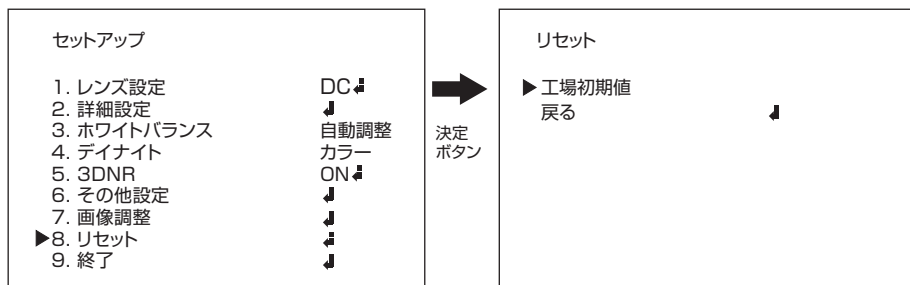 セットアップ
1. レンズ設定 DC↲
2. 詳細設定 ↲
3. ホワイトバランス 自動調整
4. デイナイト カラー
5. 3DNR ON↲
6. その他設定 ↲
7. 画像調整 ↲
▶8. リセット ↲
9. 終了 ↲
決定
ボタン
リセット
▶工場初期値
戻る ↲